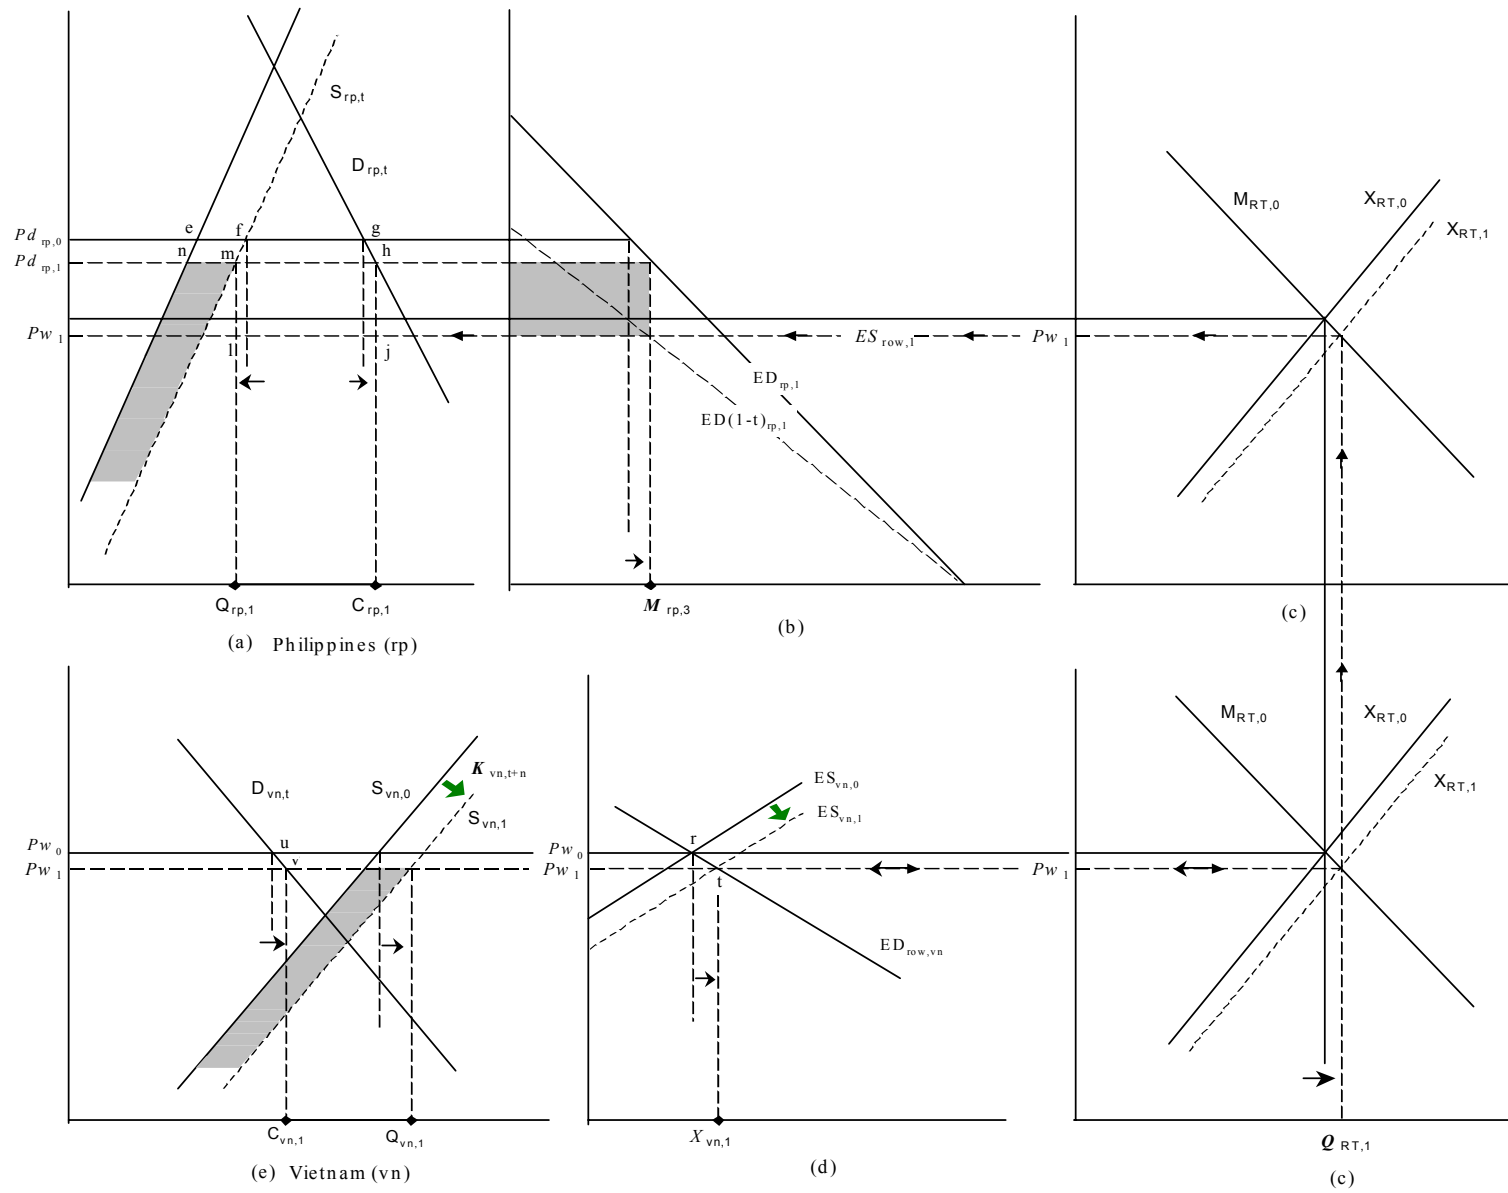 S rp,t
D rp,t
e
f
g
Pd rp,0
n
m
h
Pd rp,1
Pw 1
l
j
Q rp,1
C rp,1
(a) Philippines (rp)
ES row,1
ED rp,1
ED(1-t) rp,1
M rp,3
(b)
Pw 1
M RT,0
X RT,0
X RT,1
(c)
D vn,t
S vn,0
K vn,t+n
S vn,1
u
v
Pw 0
Pw 1
C vn,1
Q vn,1
(e) Vietnam (vn)
ES vn,0
ES vn,1
r
Pw 0
Pw 1
t
ED row,vn
X vn,1
(d)
M RT,0
X RT,0
X RT,1
Pw 1
Q RT,1
(c)